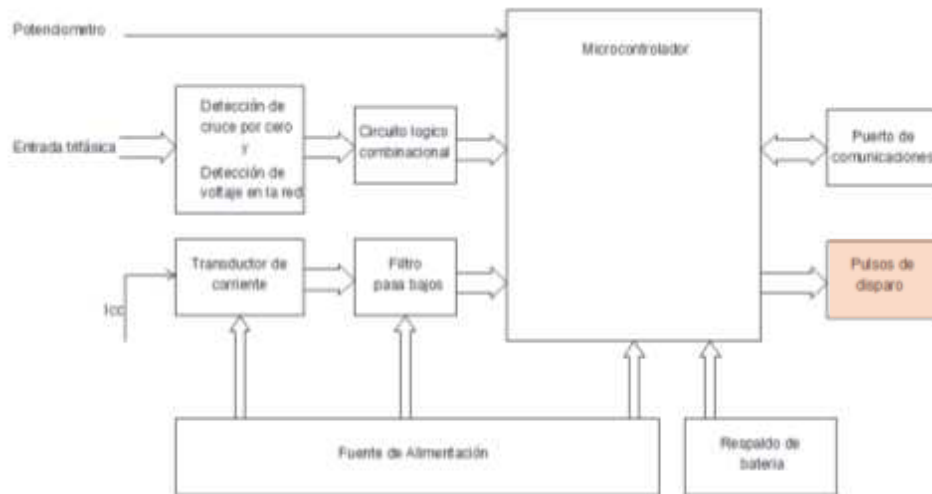 Potenciometro
Microcontrolador
Detección de
cruce por cero
y
Detección de
voltaje en la red
Circuito logico
combinacional
Entrada trifásica
Puerto de
comunicaciones
Transductor de
corriente
Filtro
pasa bajos
Pulsos de
disparo
Icc
Fuente de Alimentación
Respaldo de
bateria